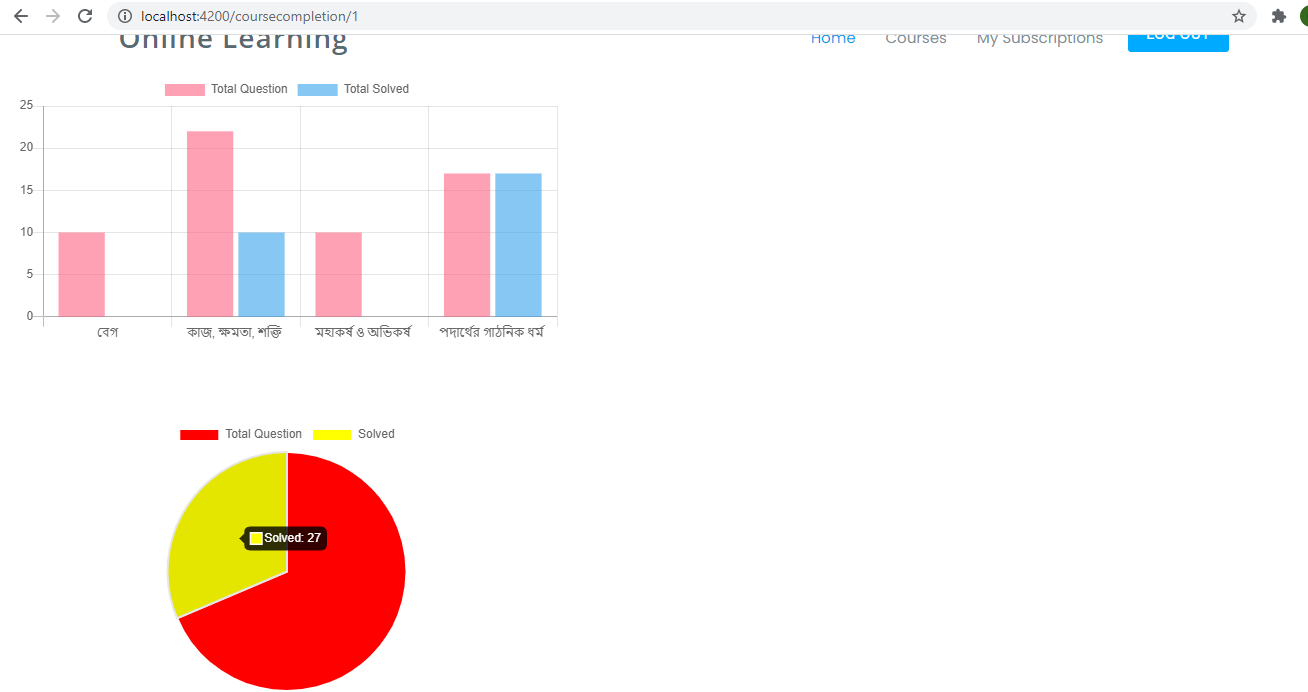 localhost:4200/coursecompletion/1
Online Learning Home Courses My Subscriptions LOG OUT
Total Question Total Solved
25
20
15
10
5
0
বেগ কাজ, ক্ষমতা, শক্তি মহাকর্ষ ও অভিকর্ষ পদার্থের গাঠনিক ধর্ম
Total Question Solved
Solved: 27